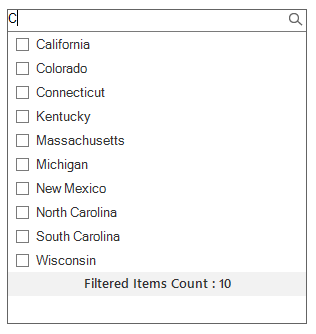 C
California
Colorado
Connecticut
Kentucky
Massachusetts
Michigan
New Mexico
North Carolina
South Carolina
Wisconsin
Filtered Items Count : 10